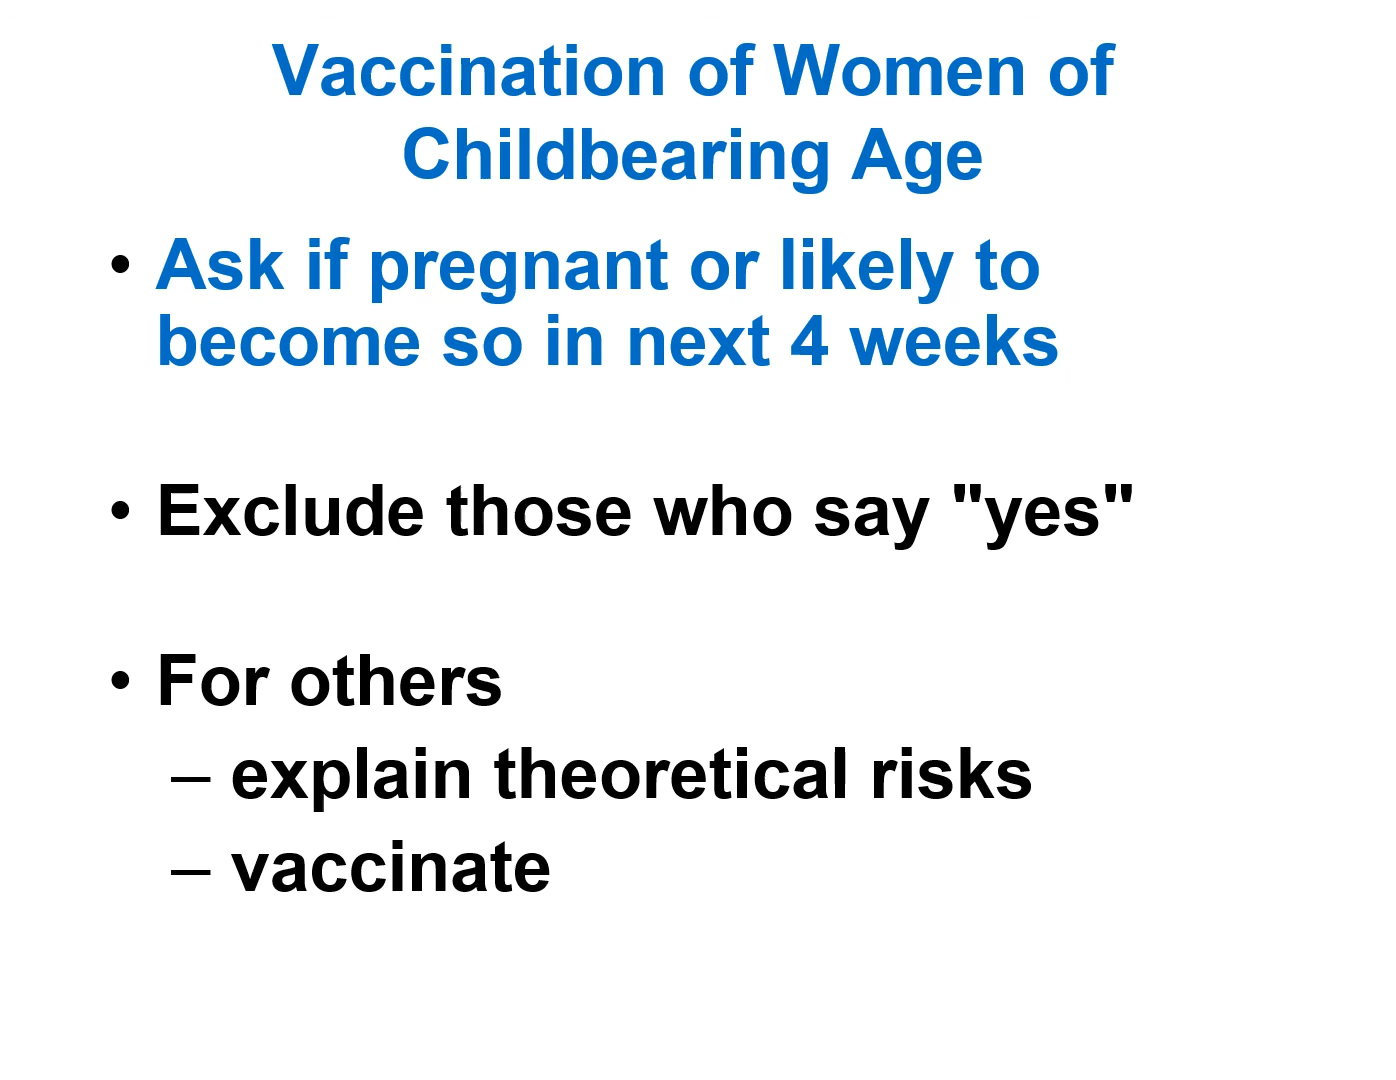 Vaccination of Women of
Childbearing Age
• Ask if pregnant or likely to
become so in next 4 weeks
• Exclude those who say "yes"
• For others
– explain theoretical risks
– vaccinate